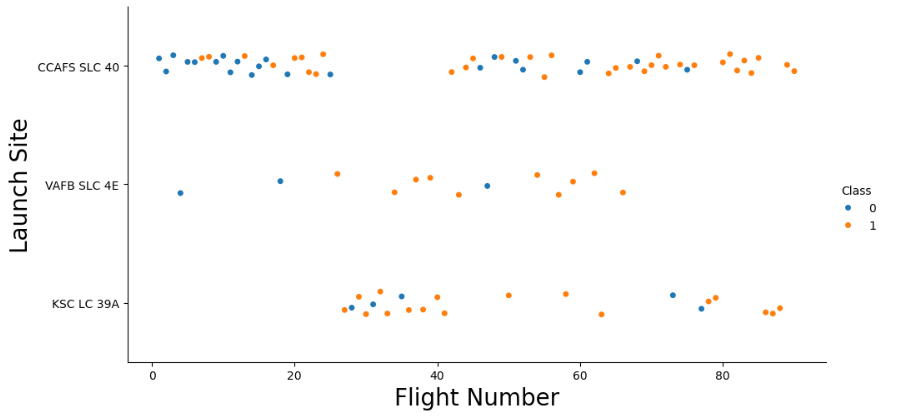 Launch Site
CCAFS SLC 40
VAFB SLC 4E
KSC LC 39A
0
20
40
60
80
Flight Number
Class
0
1